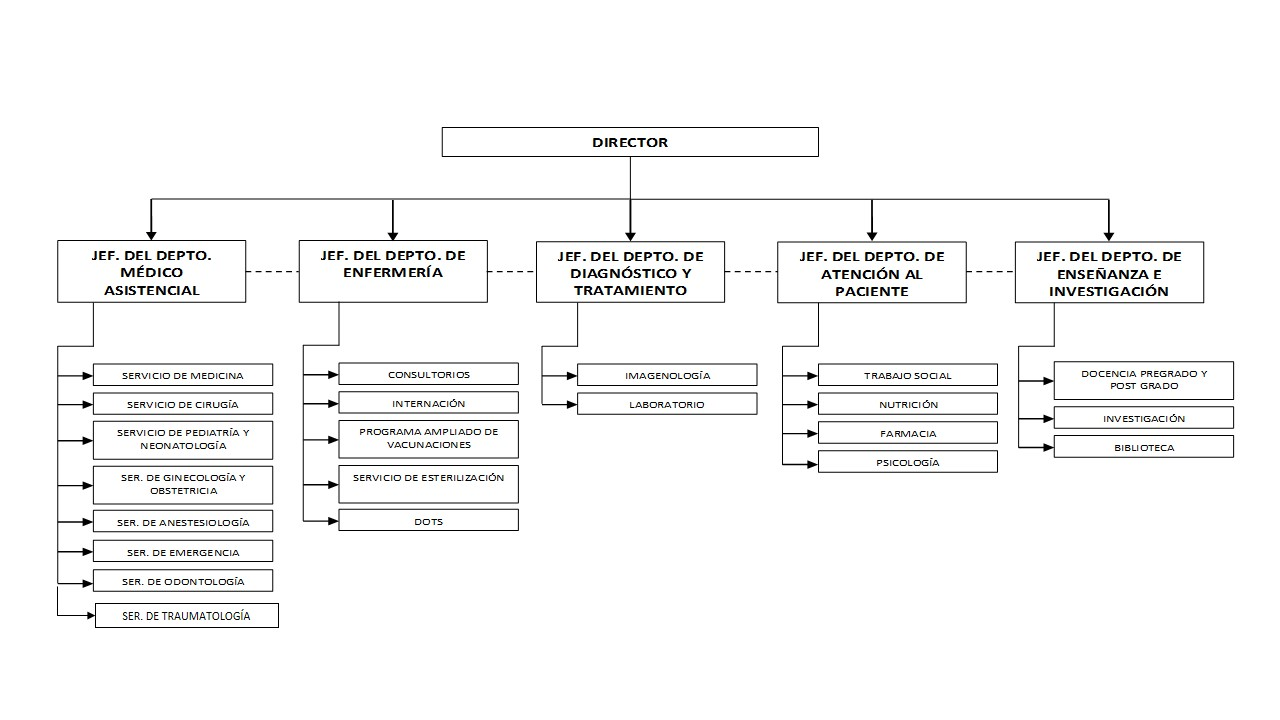 DIRECTOR
JEF. DEL DEPTO.
MÉDICO
ASISTENCIAL
JEF. DEL DEPTO. DE
ENFERMERÍA
JEF. DEL DEPTO. DE
DIAGNÓSTICO Y
TRATAMIENTO
JEF. DEL DEPTO. DE
ATENCIÓN AL
PACIENTE
JEF. DEL DEPTO. DE
ENSEÑANZA E
INVESTIGACIÓN
SERVICIO DE MEDICINA
SERVICIO DE CIRUGÍA
SERVICIO DE PEDIATRÍA Y
NEONATOLOGÍA
SER. DE GINECOLOGÍA Y
OBSTETRICIA
SER. DE ANESTESIOLOGÍA
SER. DE EMERGENCIA
SER. DE ODONTOLOGÍA
SER. DE TRAUMATOLOGÍA
CONSULTORIOS
INTERNACIÓN
PROGRAMA AMPLIADO DE
VACUNACIONES
SERVICIO DE ESTERILIZACIÓN
DOTS
IMAGENOLOGÍA
LABORATORIO
TRABAJO SOCIAL
NUTRICIÓN
FARMACIA
PSICOLOGÍA
DOCENCIA PREGRADO Y
POST GRADO
INVESTIGACIÓN
BIBLIOTECA